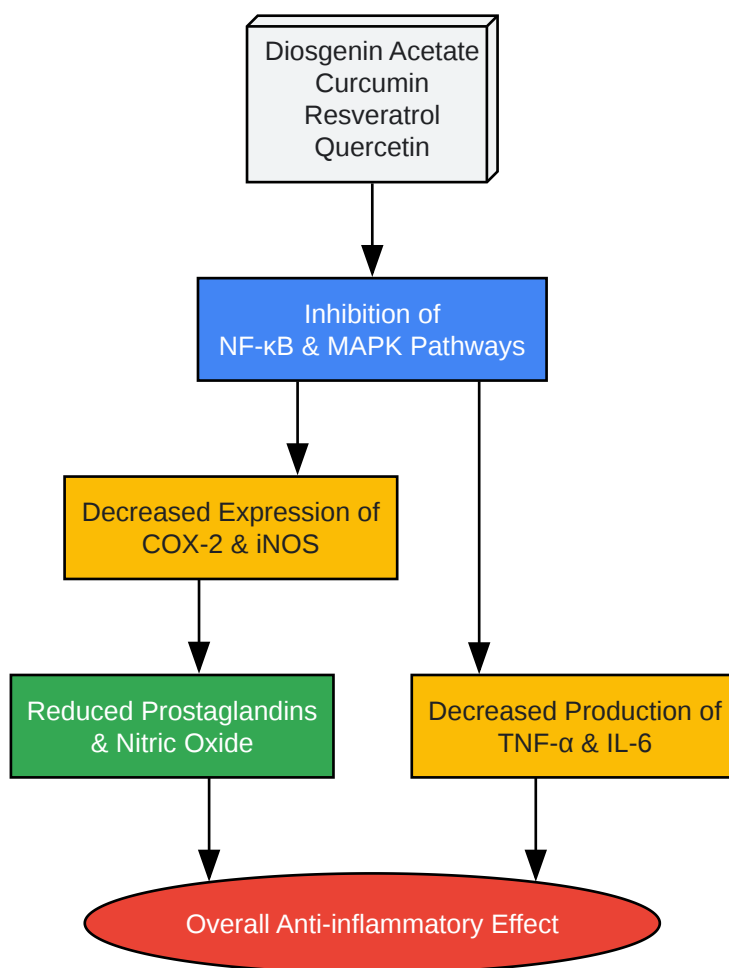 Diosgenin Acetate
Curcumin
Resveratrol
Quercetin
Inhibition of
NF-κB & MAPK Pathways
Decreased Expression of
COX-2 & iNOS
Reduced Prostaglandins
& Nitric Oxide
Decreased Production of
TNF-α & IL-6
Overall Anti-inflammatory Effect